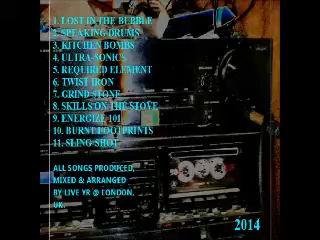 1. LOST IN THE BUBBLE
2. SPEAKING DRUMS
3. KITCHEN BOMBS
4. ULTRA-SONICS
5. REQUIRED ELEMENT
6. TWIST IRON
7. GRIND STONE
8. SKILLS ON THE STOVE
9. ENERGIZE 101
10. BURNT FOOTPRINTS
11. SLING SHOT
ALL SONGS PRODUCED,
MIXED & ARRANGED
BY LIVE YR @ LONDON,
UK.
2014